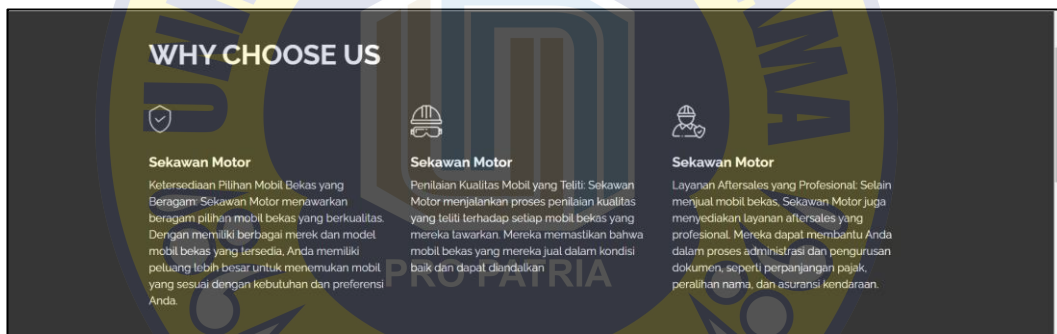 WHY CHOOSE US
Sekawan Motor
Ketersediaan Pilihan Mobil Bekas yang
Beragam: Sekawan Motor menawarkan
beragam pilihan mobil bekas yang berkualitas.
Dengan memiliki berbagai merek dan model
mobil bekas yang tersedia, Anda memiliki
peluang lebih besar untuk menemukan mobil
yang sesuai dengan kebutuhan dan preferensi
Anda.
Sekawan Motor
Penilaian Kualitas Mobil yang Teliti: Sekawan
Motor menjalankan proses penilaian kualitas
yang teliti terhadap setiap mobil bekas yang
mereka tawarkan. Mereka memastikan bahwa
mobil bekas yang mereka jual dalam kondisi
baik dan dapat diandalkan
Sekawan Motor
Layanan Aftersales yang Profesional: Selain
menjual mobil bekas, Sekawan Motor juga
menyediakan layanan aftersales yang
profesional. Mereka dapat membantu Anda
dalam proses administrasi dan pengurusan
dokumen, seperti perpanjangan pajak,
peralihan nama, dan asuransi kendaraan.
PRO PATRIA